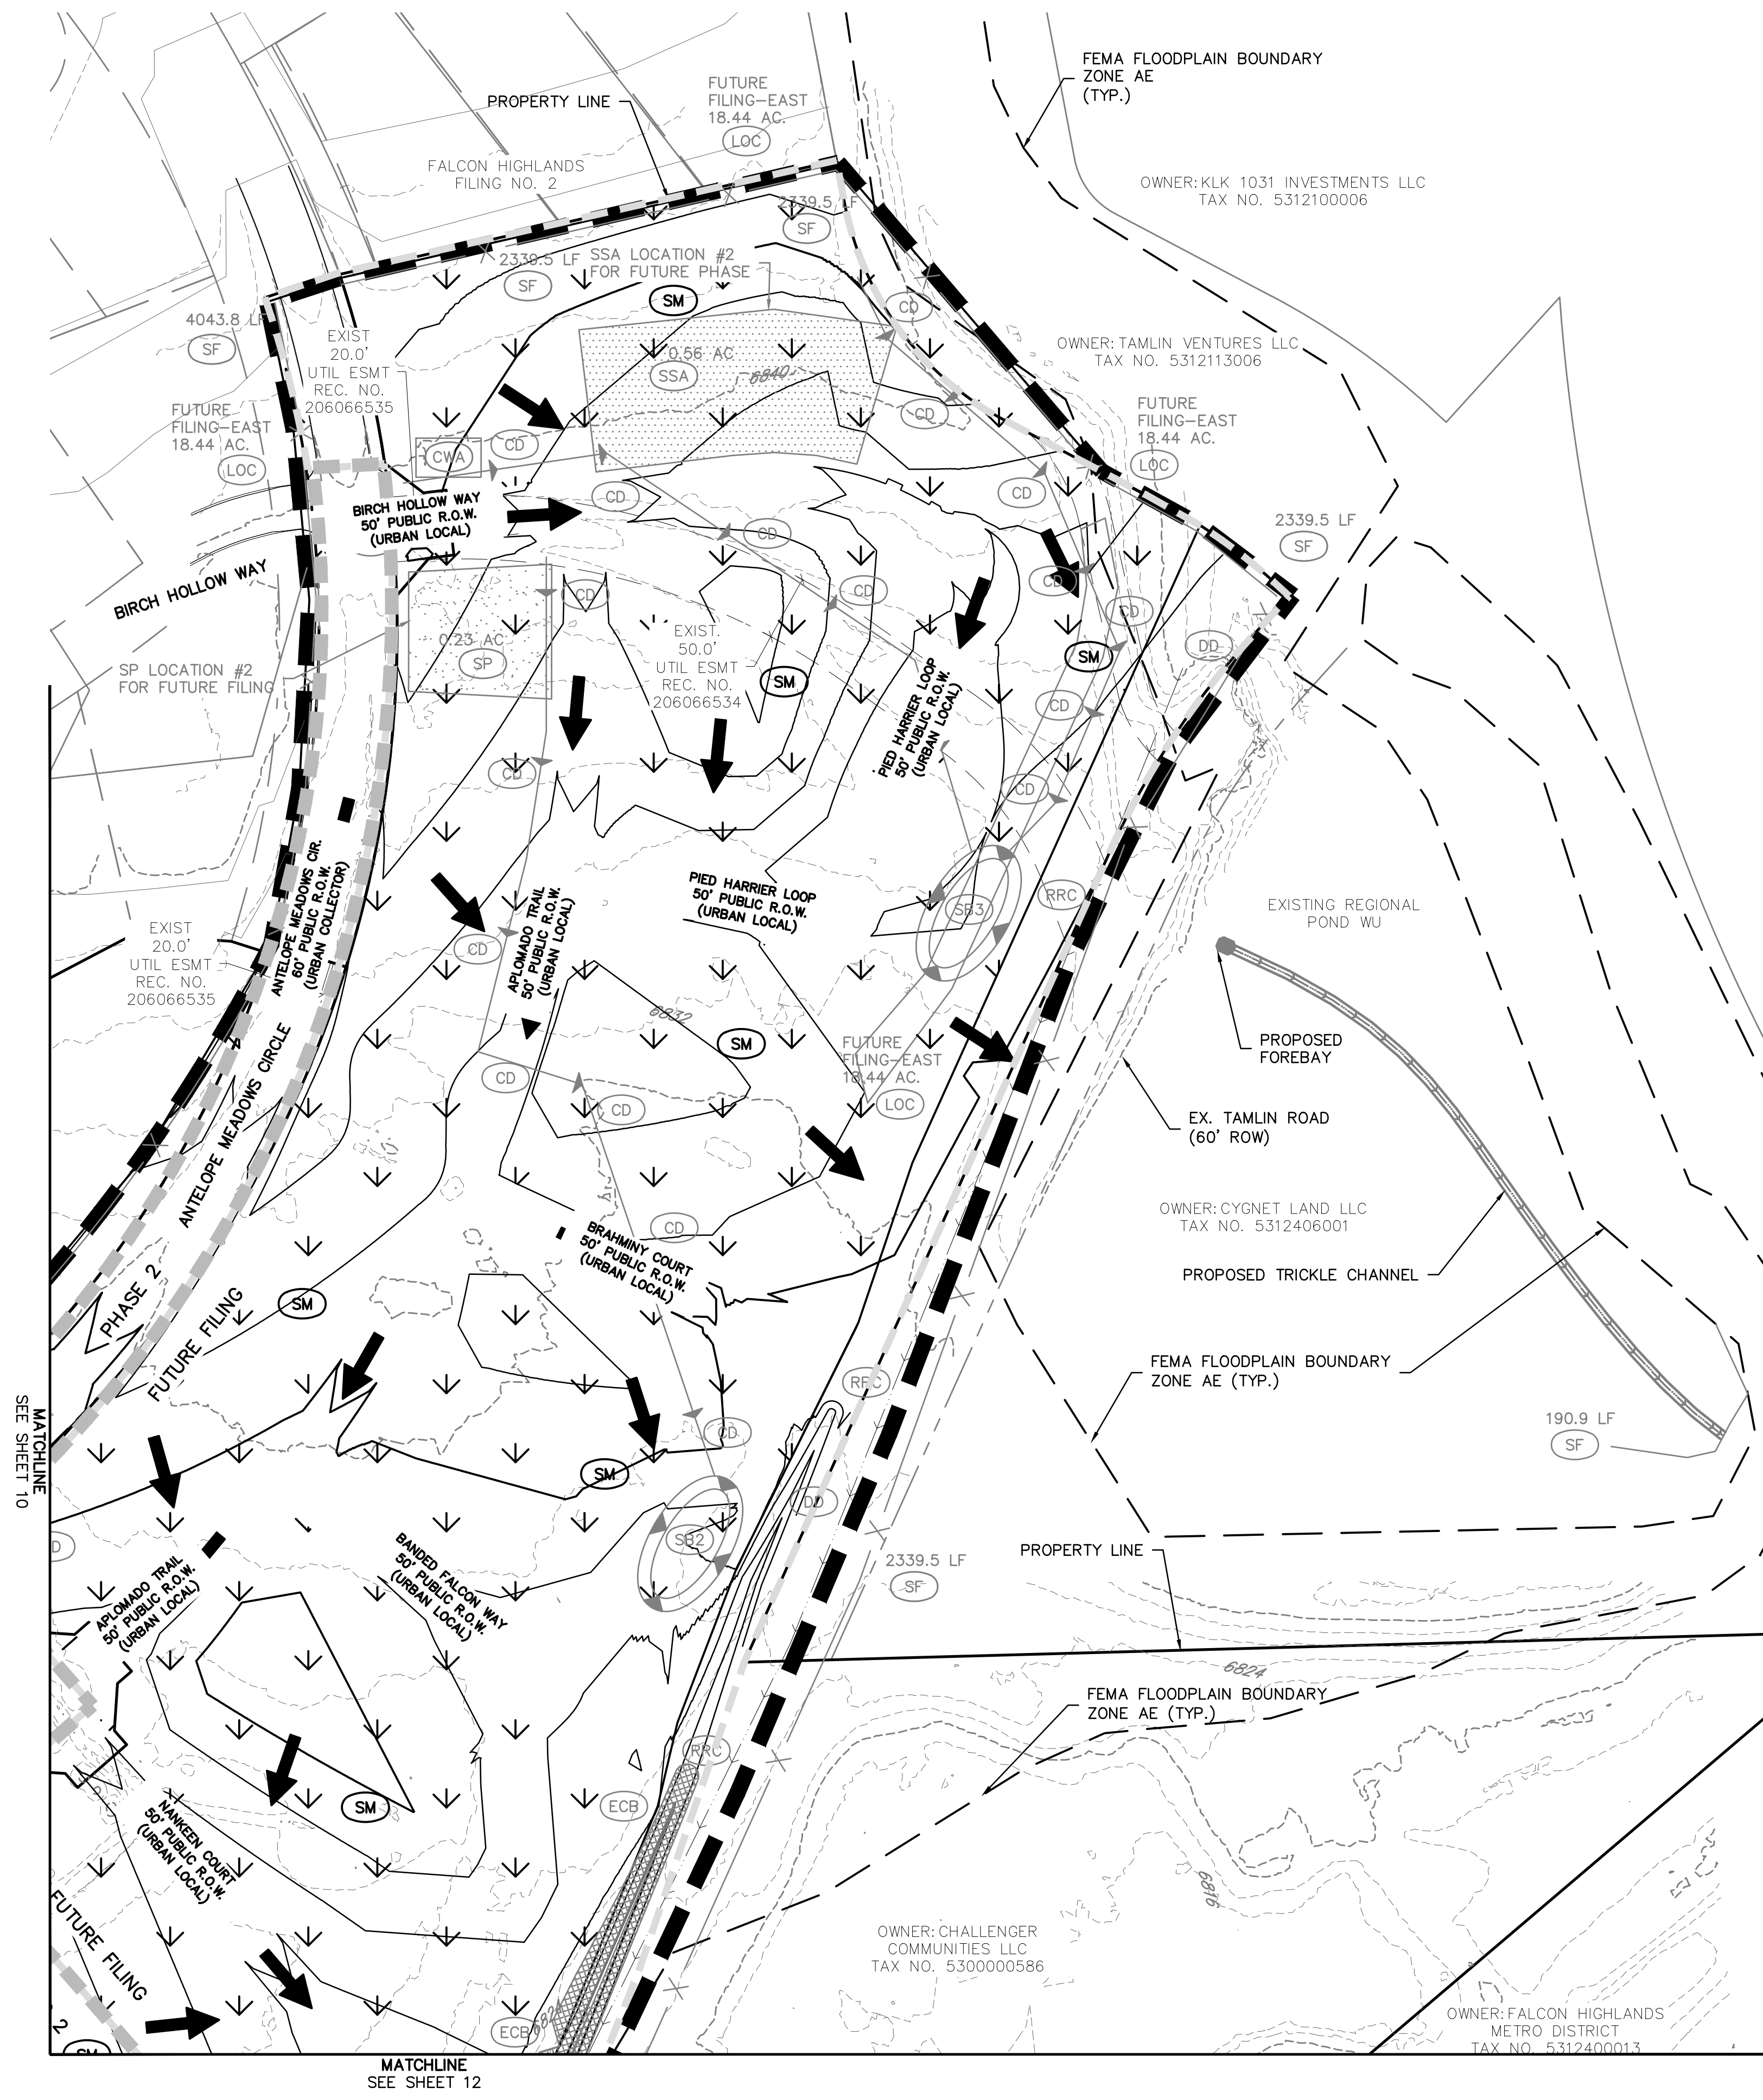 FEMA FLOODPLAIN BOUNDARY
ZONE AE
(TYP.)
FUTURE
FILING-EAST
18.44 AC.
LOC
PROPERTY LINE
FALCON HIGHLANDS
FILING NO. 2
OWNER: KLK 1031 INVESTMENTS LLC
TAX NO. 5312100006
2339.5 LF
SF
2339.5 LF
SF
SSA LOCATION #2
FOR FUTURE PHASE
SM
CD
4043.8 LF
SF
EXIST
20.0'
UTIL ESMT
REC. NO.
206066535
OWNER: TAMLIN VENTURES LLC
TAX NO. 5312113006
0.56 AC
SSA
6840
CD
FUTURE
FILING-EAST
18.44 AC.
LOC
FUTURE
FILING-EAST
18.44 AC.
LOC
CWA
CD
CD
CD
BIRCH HOLLOW WAY
50' PUBLIC R.O.W.
(URBAN LOCAL)
CD
2339.5 LF
SF
BIRCH HOLLOW WAY
CD
CD
CD
CD
0.23 AC
SP
EXIST.
50.0'
UTIL ESMT
REC. NO.
206066534
SM
SM
DD
SP LOCATION #2
FOR FUTURE FILING
PIED HARRIER LOOP
50' PUBLIC R.O.W.
(URBAN LOCAL)
CD
CD
CD
ANTELOPE MEADOWS CIR.
60' PUBLIC R.O.W.
(URBAN COLLECTOR)
APLOMADO TRAIL
50' PUBLIC R.O.W.
(URBAN LOCAL)
PIED HARRIER LOOP
50' PUBLIC R.O.W.
(URBAN LOCAL)
SB3
RRC
EXISTING REGIONAL
POND WU
EXIST
20.0'
UTIL ESMT
REC. NO.
206066535
CD
6832
SM
FUTURE
FILING-EAST
18.44 AC.
LOC
PROPOSED
FOREBAY
CD
CD
EX. TAMLIN ROAD
(60' ROW)
ANTELOPE MEADOWS CIRCLE
OWNER: CYGNET LAND LLC
TAX NO. 5312406001
CD
BRAHMINY COURT
50' PUBLIC R.O.W.
(URBAN LOCAL)
PROPOSED TRICKLE CHANNEL
PHASE 2
FUTURE FILING
SM
FEMA FLOODPLAIN BOUNDARY
ZONE AE (TYP.)
RRC
CD
190.9 LF
SF
MATCHLINE
SEE SHEET 10
SM
DD
SB2
D
PROPERTY LINE
2339.5 LF
SF
APLOMADO TRAIL
50' PUBLIC R.O.W.
(URBAN LOCAL)
BANDED FALCON WAY
50' PUBLIC R.O.W.
(URBAN LOCAL)
6824
FEMA FLOODPLAIN BOUNDARY
ZONE AE (TYP.)
RRC
ECB
SM
NANKEEN COURT
50' PUBLIC R.O.W.
(URBAN LOCAL)
6816
FUTURE FILING
OWNER: CHALLENGER
COMMUNITIES LLC
TAX NO. 5300000586
2
SM
ECB
6824
OWNER: FALCON HIGHLANDS
METRO DISTRICT
TAX NO. 5312400013
MATCHLINE
SEE SHEET 12